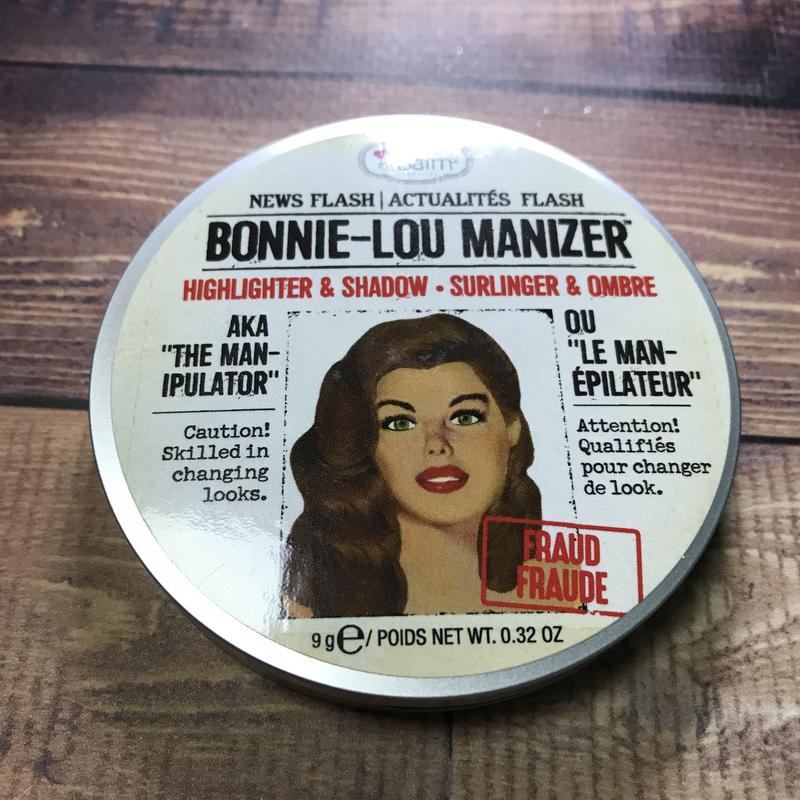 NEWS FLASH | ACTUALITÉS FLASH
BONNIE-LOU MANIZER™
HIGHLIGHTER & SHADOW • SURLINGER & OMBRE
AKA
"THE MAN-
IPULATOR"
Caution!
Skilled in
changing
looks.
OU
"LE MAN-
ÉPILATEUR"
Attention!
Qualifiés
pour changer
de look.
FRAUD
FRAUDE
9 g ℮ / POIDS NET WT. 0.32 OZ